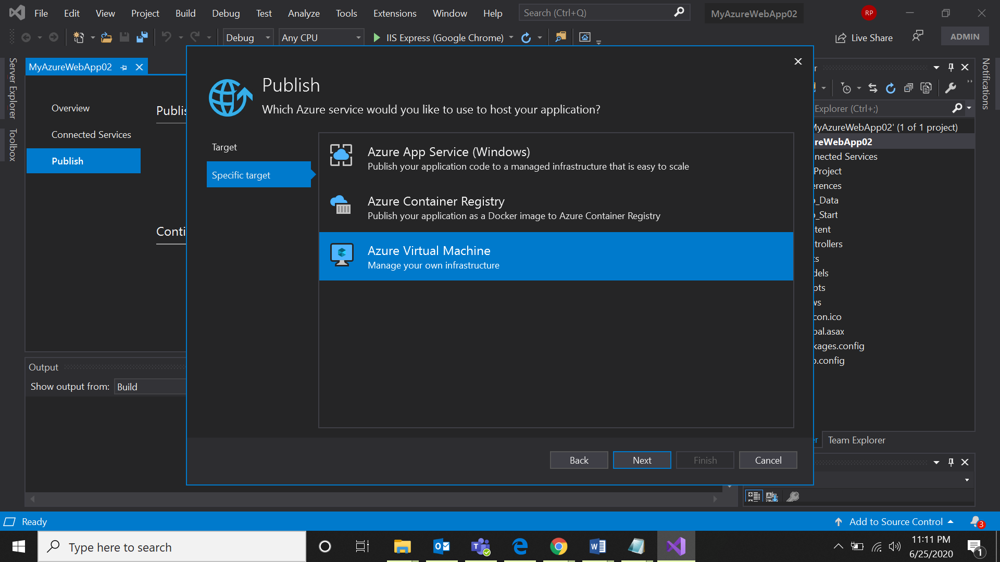 File Edit View Project Build Debug Test Analyze Tools Extensions Window Help Search (Ctrl+Q) MyAzureWebApp02 RP
Debug Any CPU IIS Express (Google Chrome) Live Share ADMIN
Server Explorer
Toolbox
MyAzureWebApp02
Overview
Connected Services
Publish
Publis
Conti
Publish
Which Azure service would you like to use to host your application?
Target
Specific target
Azure App Service (Windows)
Publish your application code to a managed infrastructure that is easy to scale
Azure Container Registry
Publish your application as a Docker image to Azure Container Registry
Azure Virtual Machine
Manage your own infrastructure
Back Next Finish Cancel
r
Explorer (Ctrl+;)
MyAzureWebApp02' (1 of 1 project)
reWebApp02
nected Services
Project
erences
_Data
_Start
tent
trollers
ts
dels
pts
ws
con.ico
bal.asax
kages.config
.config
er Team Explorer
Notifications
Output
Show output from: Build
Ready Add to Source Control 3
Type here to search
11:11 PM
6/25/2020
1